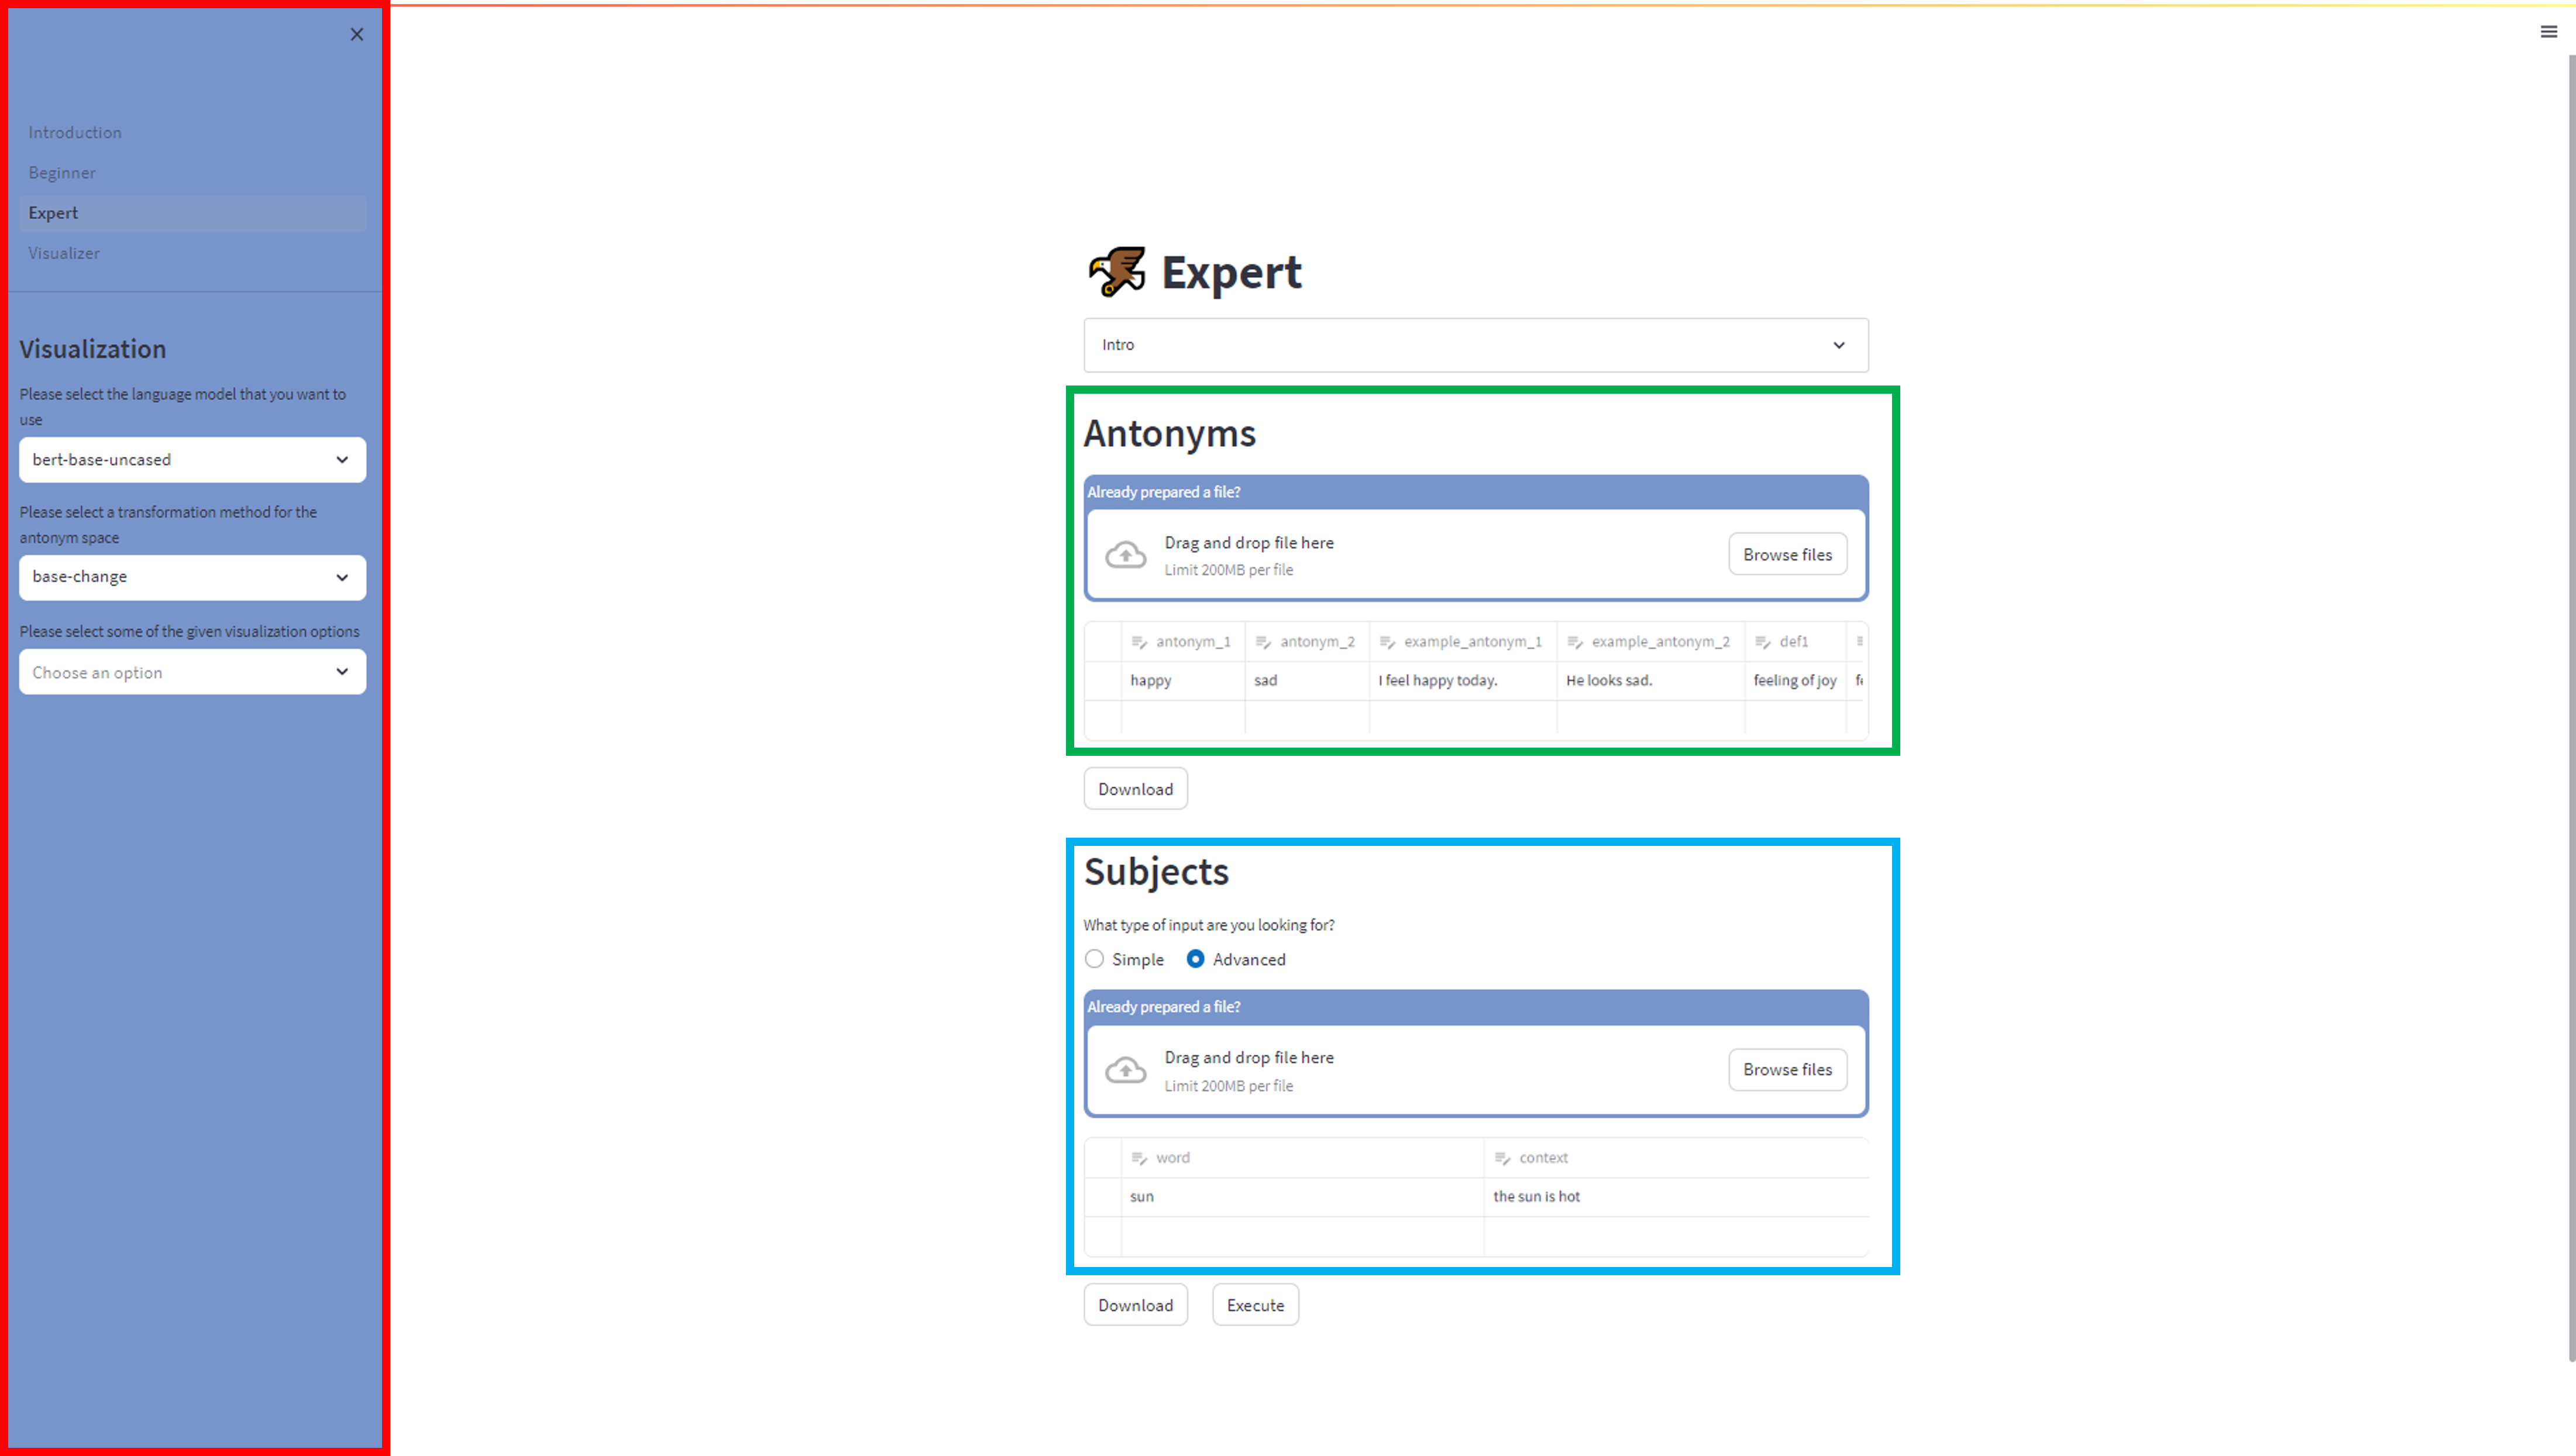 Introduction
Beginner
Expert
Visualizer
Visualization
Please select the language model that you want to
use
bert-base-uncased
Please select a transformation method for the
antonym space
base-change
Please select some of the given visualization options
Choose an option
Expert
Intro
Antonyms
Already prepared a file?
Drag and drop file here
Limit 200MB per file
Browse files
antonym_1 antonym_2 example_antonym_1 example_antonym_2 def1
happy sad I feel happy today. He looks sad. feeling of joy
Download
Subjects
What type of input are you looking for?
Simple Advanced
Already prepared a file?
Drag and drop file here
Limit 200MB per file
Browse files
word context
sun the sun is hot
Download Execute